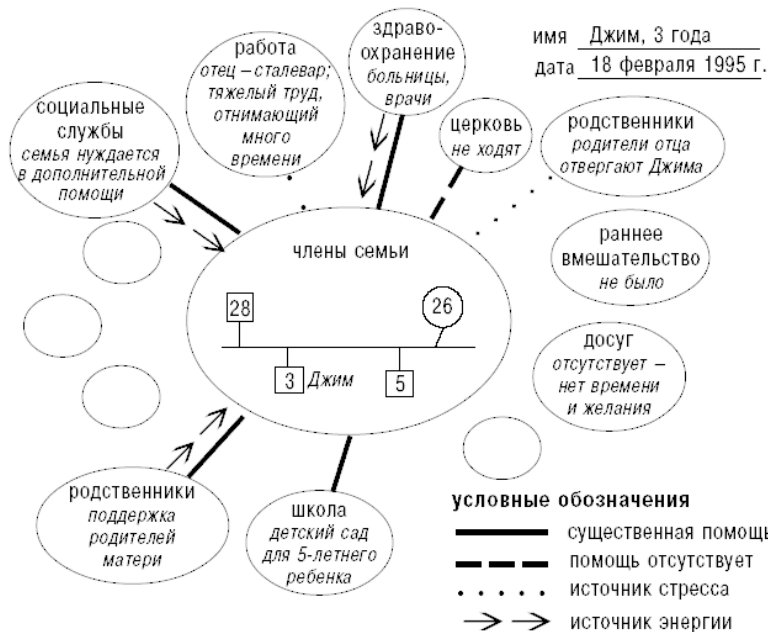 имя Джим, 3 года
дата 18 февраля 1995 г.
здраво-
охранение
больницы,
врачи
работа
отец – сталевар;
тяжелый труд,
отнимающий
много
времени
социальные
службы
семья нуждается
в дополнительной
помощи
церковь
не ходят
родственники
родители отца
отвергают Джима
раннее
вмешательство
не было
члены семьи
28
26
3 Джим
5
досуг
отсутствует –
нет времени
и желания
родственники
поддержка
родителей
матери
школа
детский сад
для 5-летнего
ребенка
условные обозначения
существенная помощь
помощь отсутствует
источник стресса
источник энергии